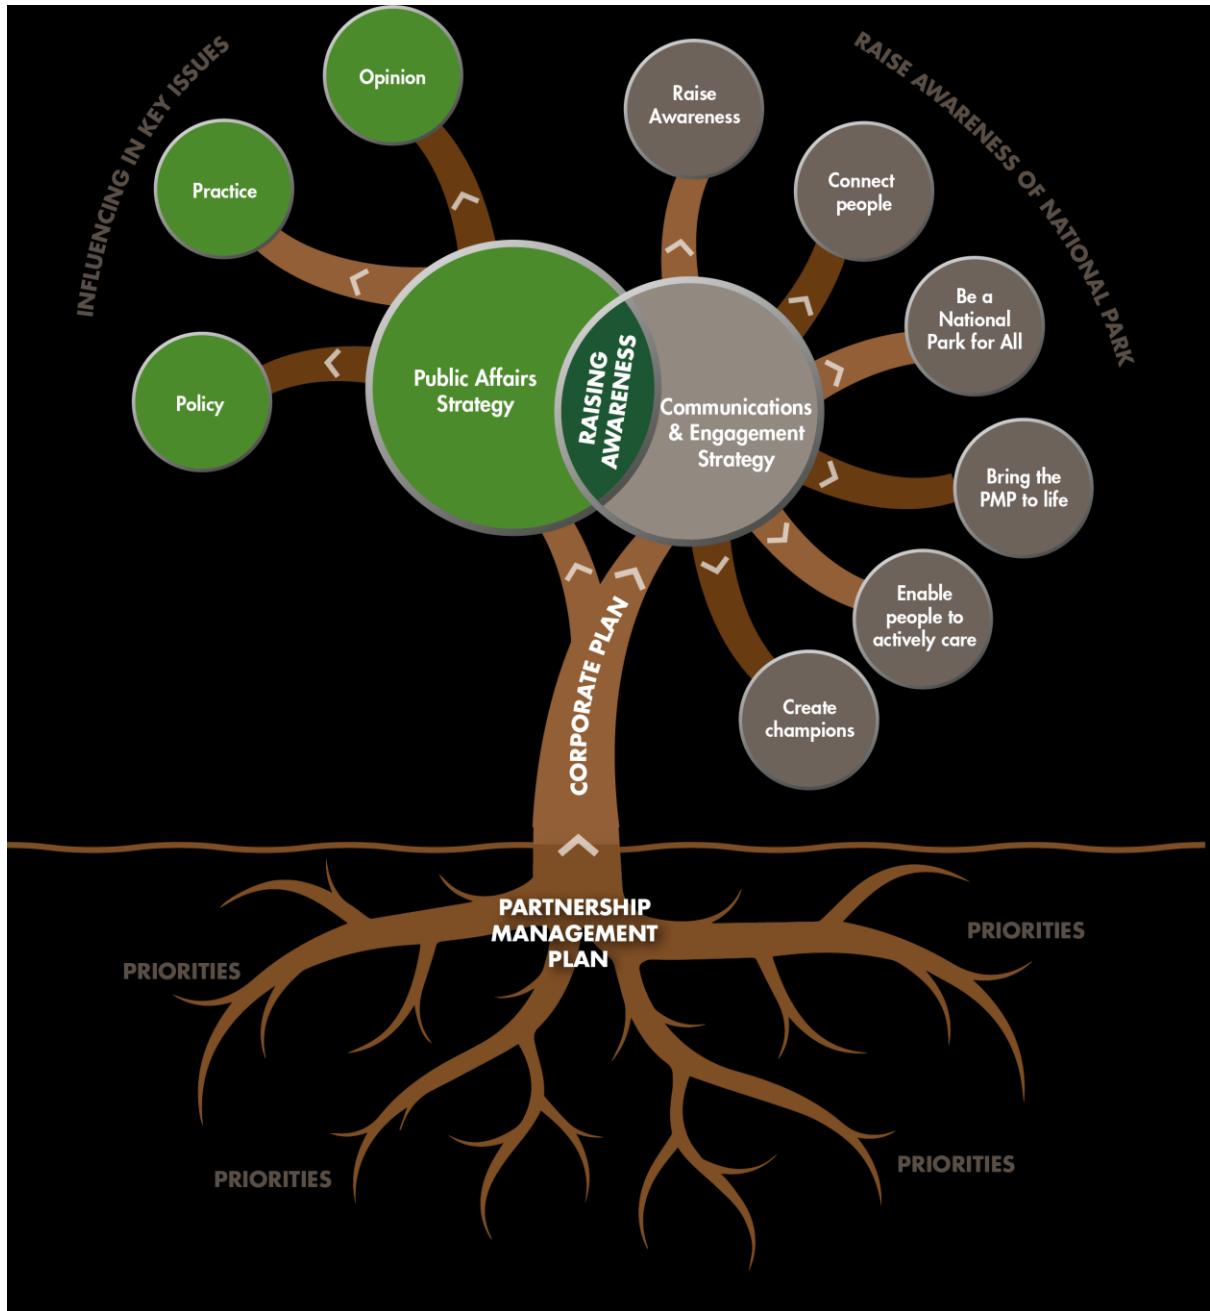 INFLUENCING IN KEY ISSUES
RAISE AWARENESS OF NATIONAL PARK
Opinion
Practice
Policy
Raise
Awareness
Connect
people
Be a
National
Park for All
Bring the
PMP to life
Enable
people to
actively care
Create
champions
Public Affairs
Strategy
RAISING
AWARENESS
Communications
& Engagement
Strategy
CORPORATE PLAN
PARTNERSHIP
MANAGEMENT
PLAN
PRIORITIES
PRIORITIES
PRIORITIES
PRIORITIES